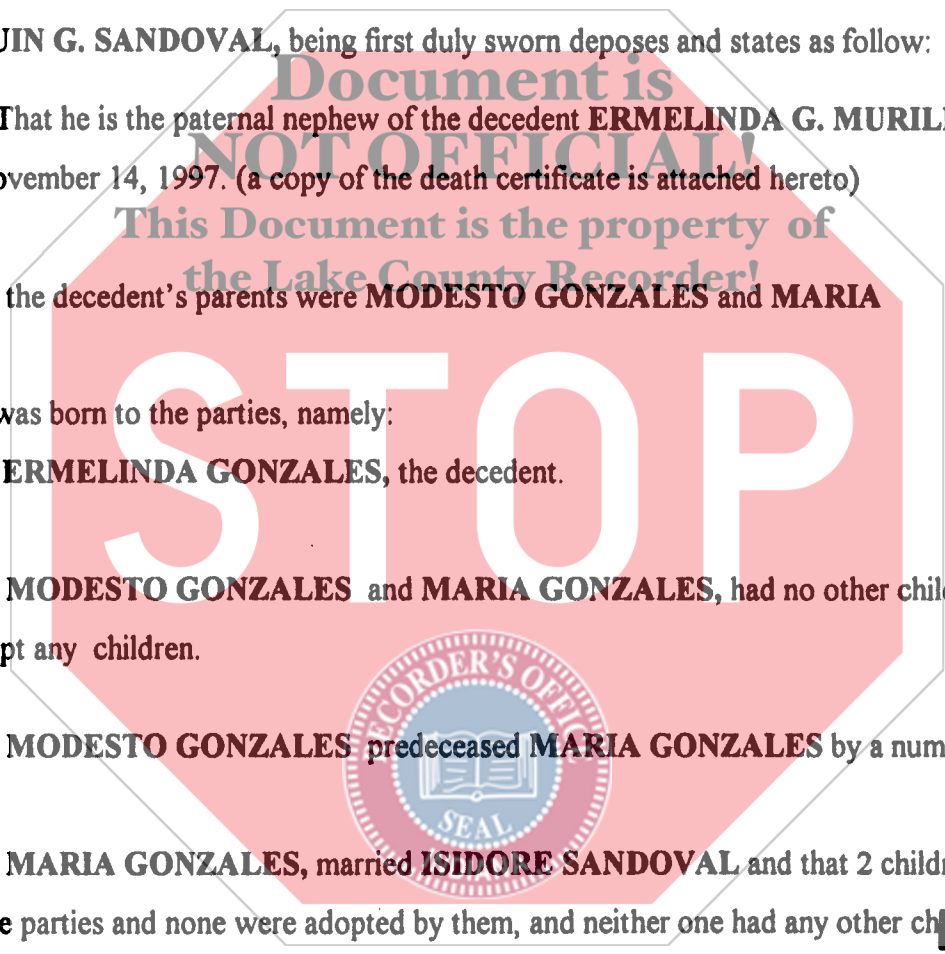 UIN G. SANDOVAL, being first duly sworn deposes and states as follow:
Document is
That he is the paternal nephew of the decedent ERMELINDA G. MURILL
NOT OFFICIAL!
ovember 14, 1997. (a copy of the death certificate is attached hereto)
This Document is the property of
the Lake County Recorder!
the decedent's parents were MODESTO GONZALES and MARIA
STOP
was born to the parties, namely:
ERMELINDA GONZALES, the decedent.
MODESTO GONZALES and MARIA GONZALES, had no other chil
pt any children.
RECORDER'S OFFIC
MODESTO GONZALES predeceased MARIA GONZALES by a num
SEAL
MARIA GONZALES, married ISIDORE SANDOVAL and that 2 childr
INDIANA
e parties and none were adopted by them, and neither one had any other ch